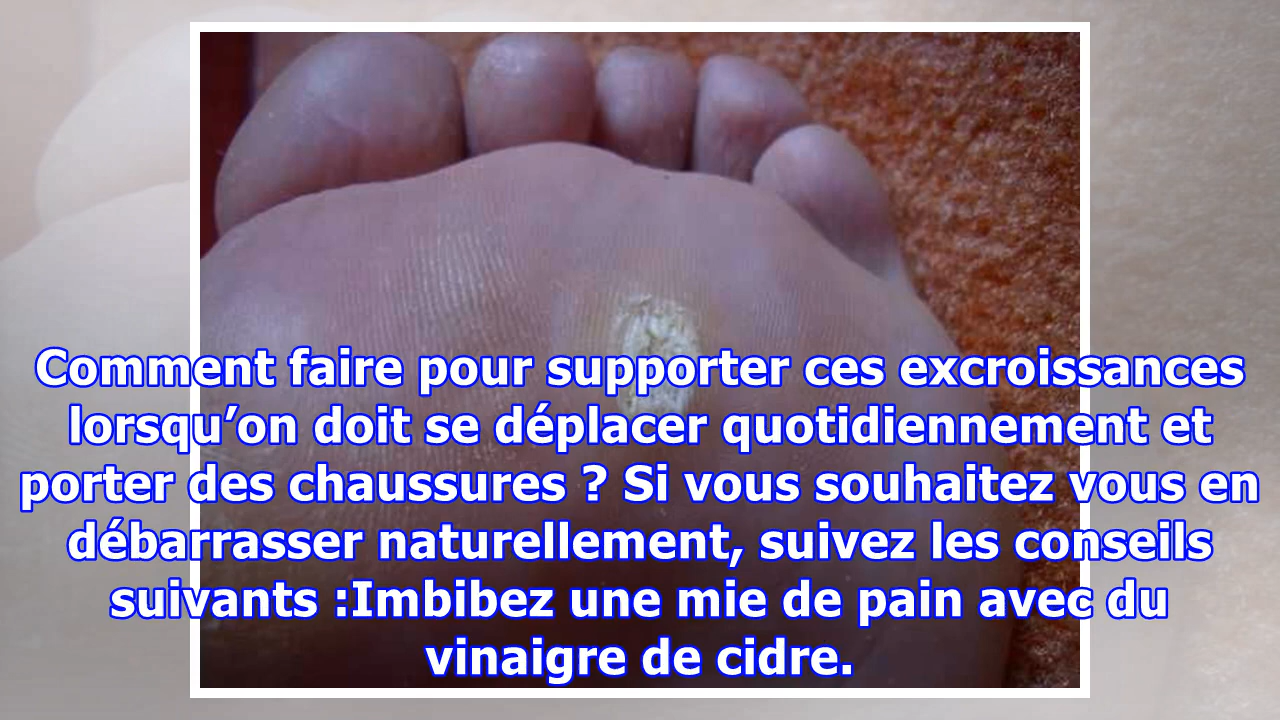 Comment faire pour supporter ces excroissances
lorsqu’on doit se déplacer quotidiennement et
porter des chaussures ? Si vous souhaitez vous en
débarrasser naturellement, suivez les conseils
suivants :Imbibez une mie de pain avec du
vinaigre de cidre.